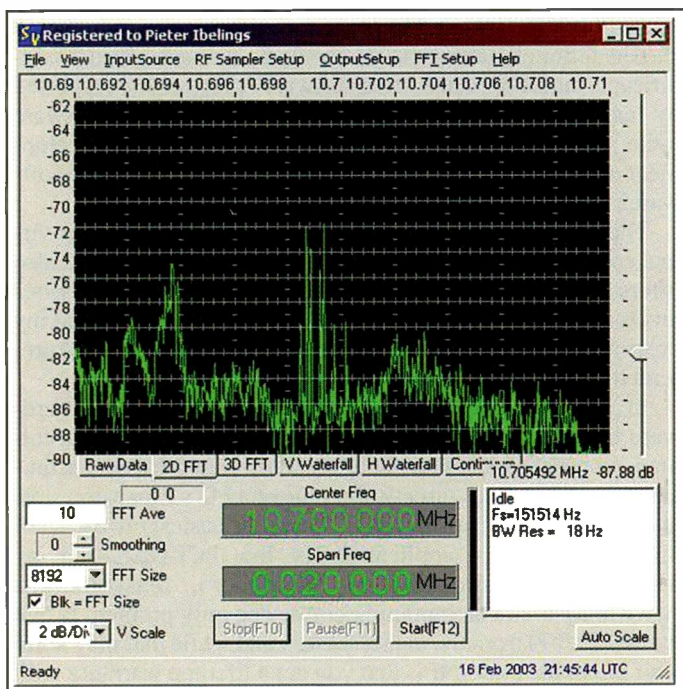 Sv Registered to Pieter Ibelings
File View InputSource RF Sampler Setup OutputSetup FFT Setup Help
10.69 10.692 10.694 10.696 10.698 10.7 10.702 10.704 10.706 10.708 10.71
-62
-64
-66
-68
-70
-72
-74
-76
-78
-80
-82
-84
-86
-88
-90
Raw Data 2D FFT 3D FFT V Waterfall H Waterfall
10.705492 MHz -87.88 dB
0 0
10 FFT Ave
0 Smoothing
8192 FFT Size
Blk = FFT Size
2 dB/Div V Scale
Center Freq
10.700000 MHz
Span Freq
0.020000 MHz
Stop(F10) Pause(F11) Start(F12)
Idle
Fs=151514 Hz
BW Res = 18 Hz
Auto Scale
Ready
16 Feb 2003 21:45:44 UTC